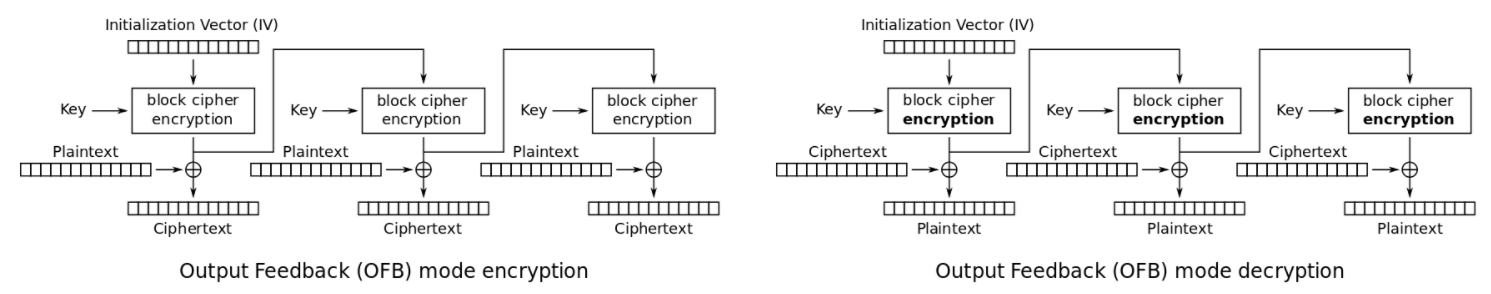 Initialization Vector (IV)
Key
block cipher
encryption
Key
block cipher
encryption
Key
block cipher
encryption
Plaintext
Plaintext
Plaintext
Ciphertext
Ciphertext
Ciphertext
Output Feedback (OFB) mode encryption
Initialization Vector (IV)
Key
block cipher
encryption
Key
block cipher
encryption
Key
block cipher
encryption
Ciphertext
Ciphertext
Ciphertext
Plaintext
Plaintext
Plaintext
Output Feedback (OFB) mode decryption